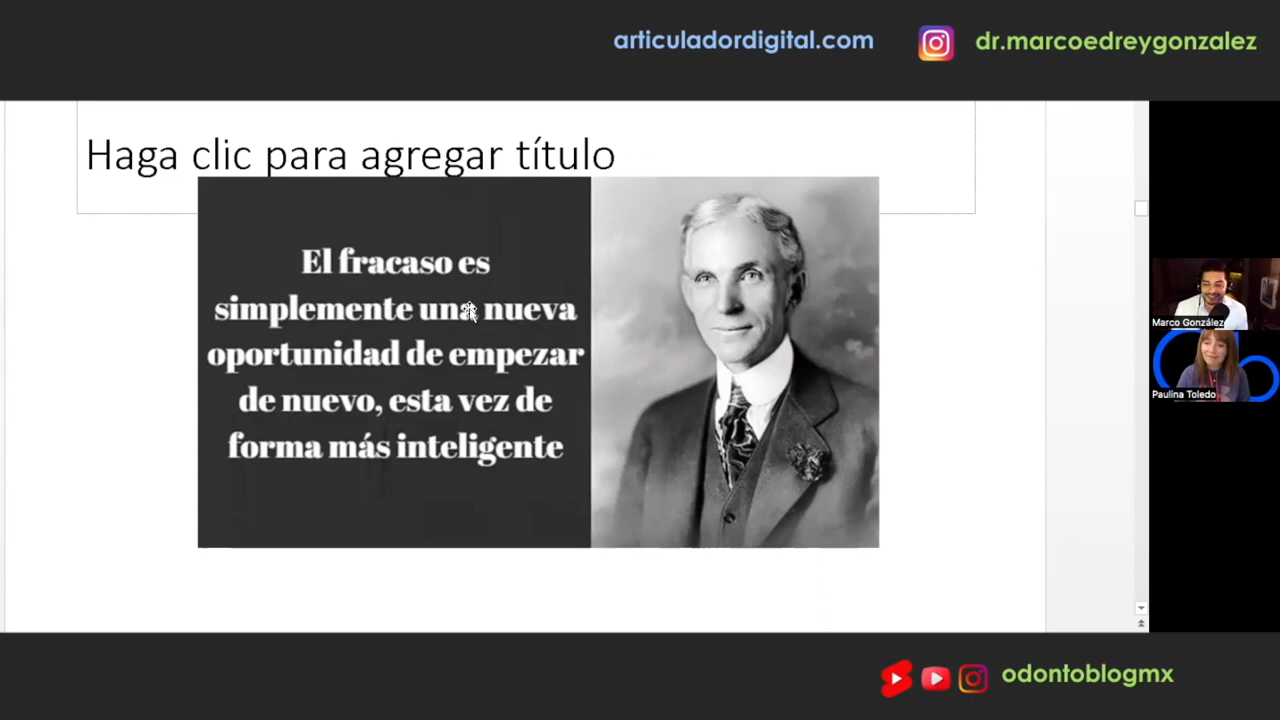 articuladordigital.com
dr.marcoedreygonzalez
Haga clic para agregar título
El fracaso es
simplemente una nueva
oportunidad de empezar
de nuevo, esta vez de
forma más inteligente
Marco González
Paulina Toledo
odontoblogmx